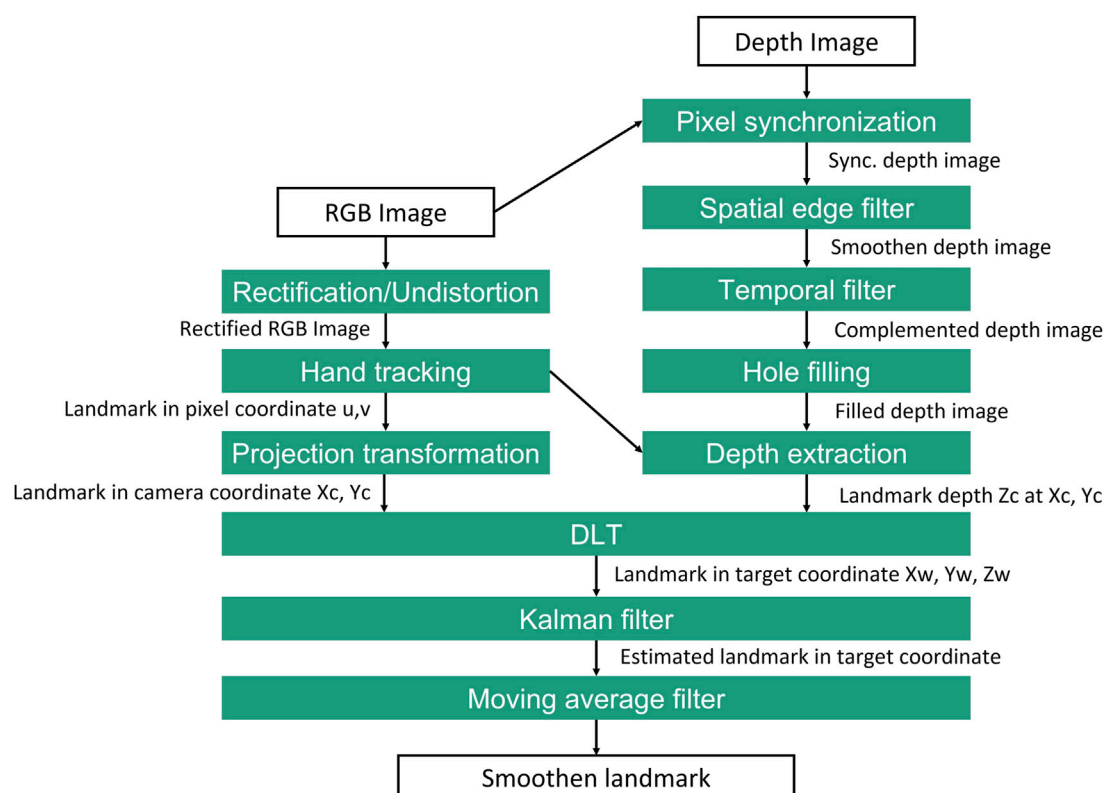 Depth Image
Pixel synchronization
Sync. depth image
RGB Image
Spatial edge filter
Smoothen depth image
Rectification/Undistortion
Temporal filter
Rectified RGB Image
Complemented depth image
Hand tracking
Hole filling
Landmark in pixel coordinate u,v
Filled depth image
Projection transformation
Depth extraction
Landmark in camera coordinate Xc, Yc
Landmark depth Zc at Xc, Yc
DLT
Landmark in target coordinate Xw, Yw, Zw
Kalman filter
Estimated landmark in target coordinate
Moving average filter
Smoothen landmark